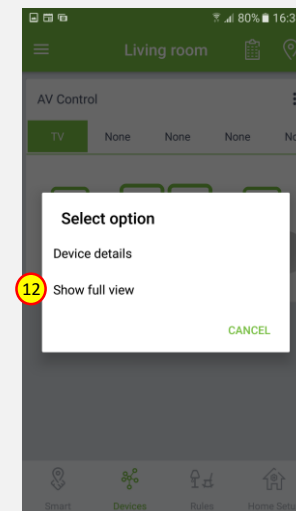 80% 16:3
Living room
AV Control
TV None None None No
Select option
Device details
12 Show full view
CANCEL
Smart Devices Rules Home Setu